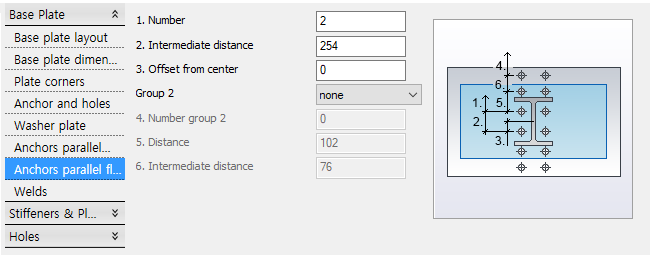 Base Plate
Base plate layout
Base plate dimen...
Plate corners
Anchor and holes
Washer plate
Anchors parallel...
Anchors parallel fl...
Welds
Stiffeners & Pl...
Holes
1. Number 2
2. Intermediate distance 254
3. Offset from center 0
Group 2 none
4. Number group 2 0
5. Distance 102
6. Intermediate distance 76
4.
6.
1. 5.
2.
3.